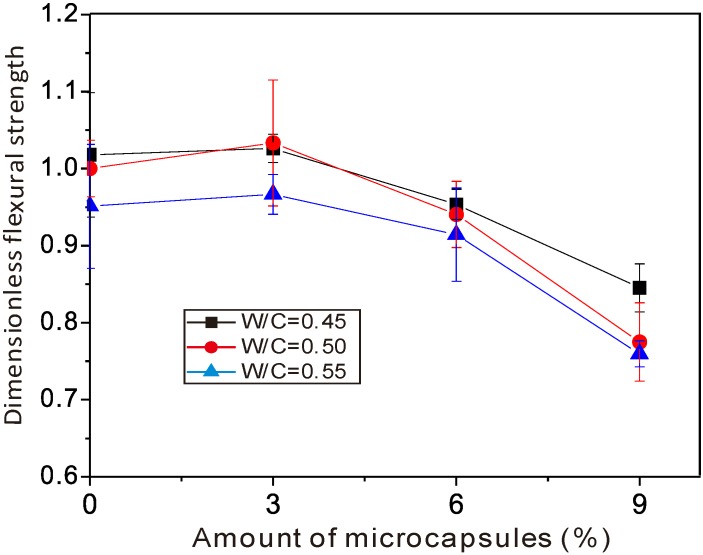 Dimensionless flexural strength
1.2
1.1
1.0
0.9
0.8
0.7
0.6
W/C=0.45
W/C=0.50
W/C=0.55
0 3 6 9
Amount of microcapsules (%)